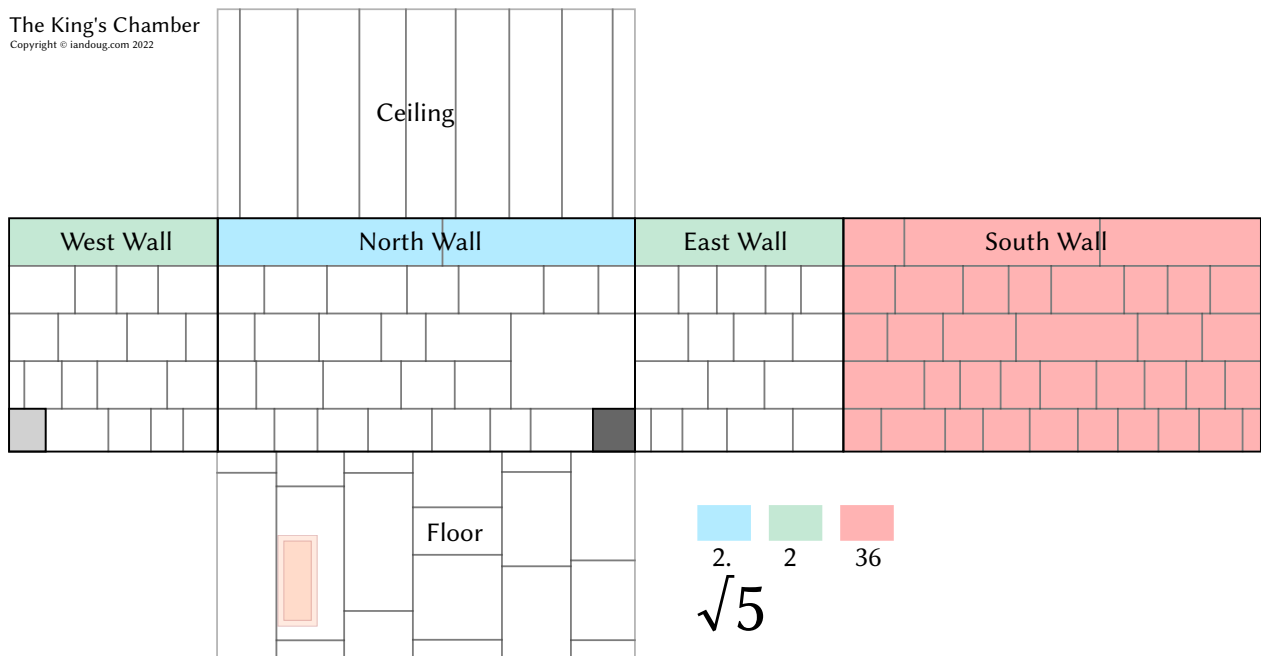 The King's Chamber
Copyright © iandoug.com 2022
Ceiling
West Wall
North Wall
East Wall
South Wall
Floor
2. 2 36
√5